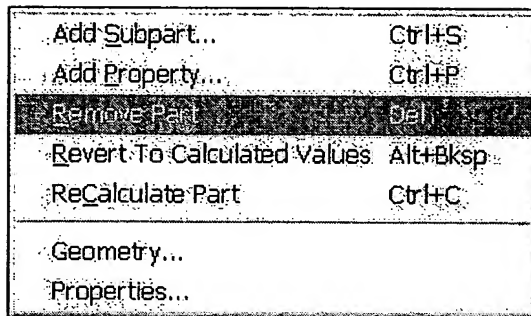 Add Subpart... Ctrl+S
Add Property... Ctrl+P
Remove Part Del
Revert To Calculated Values Alt+Bksp
ReCalculate Part Ctrl+C
Geometry...
Properties...